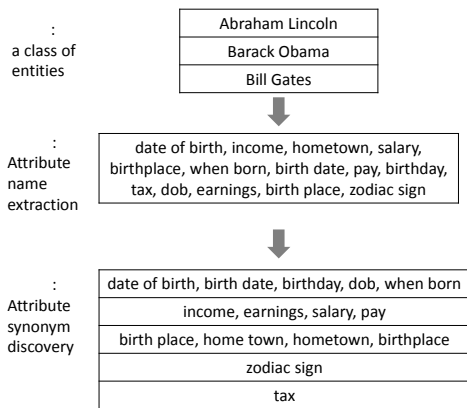 :
a class of
entities
Abraham Lincoln
Barack Obama
Bill Gates
:
Attribute
name
extraction
date of birth, income, hometown, salary,
birthplace, when born, birth date, pay, birthday,
tax, dob, earnings, birth place, zodiac sign
:
Attribute
synonym
discovery
date of birth, birth date, birthday, dob, when born
income, earnings, salary, pay
birth place, home town, hometown, birthplace
zodiac sign
tax